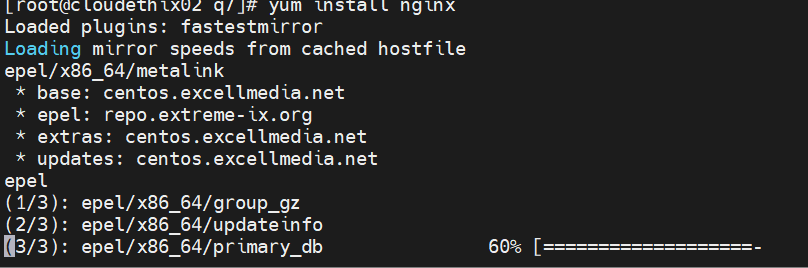 [root@cloudethix02 q7]# yum install nginx
Loaded plugins: fastestmirror
Loading mirror speeds from cached hostfile
epel/x86_64/metalink
 * base: centos.excellmedia.net
 * epel: repo.extreme-ix.org
 * extras: centos.excellmedia.net
 * updates: centos.excellmedia.net
epel
(1/3): epel/x86_64/group_gz
(2/3): epel/x86_64/updateinfo
(3/3): epel/x86_64/primary_db 60% [===================-